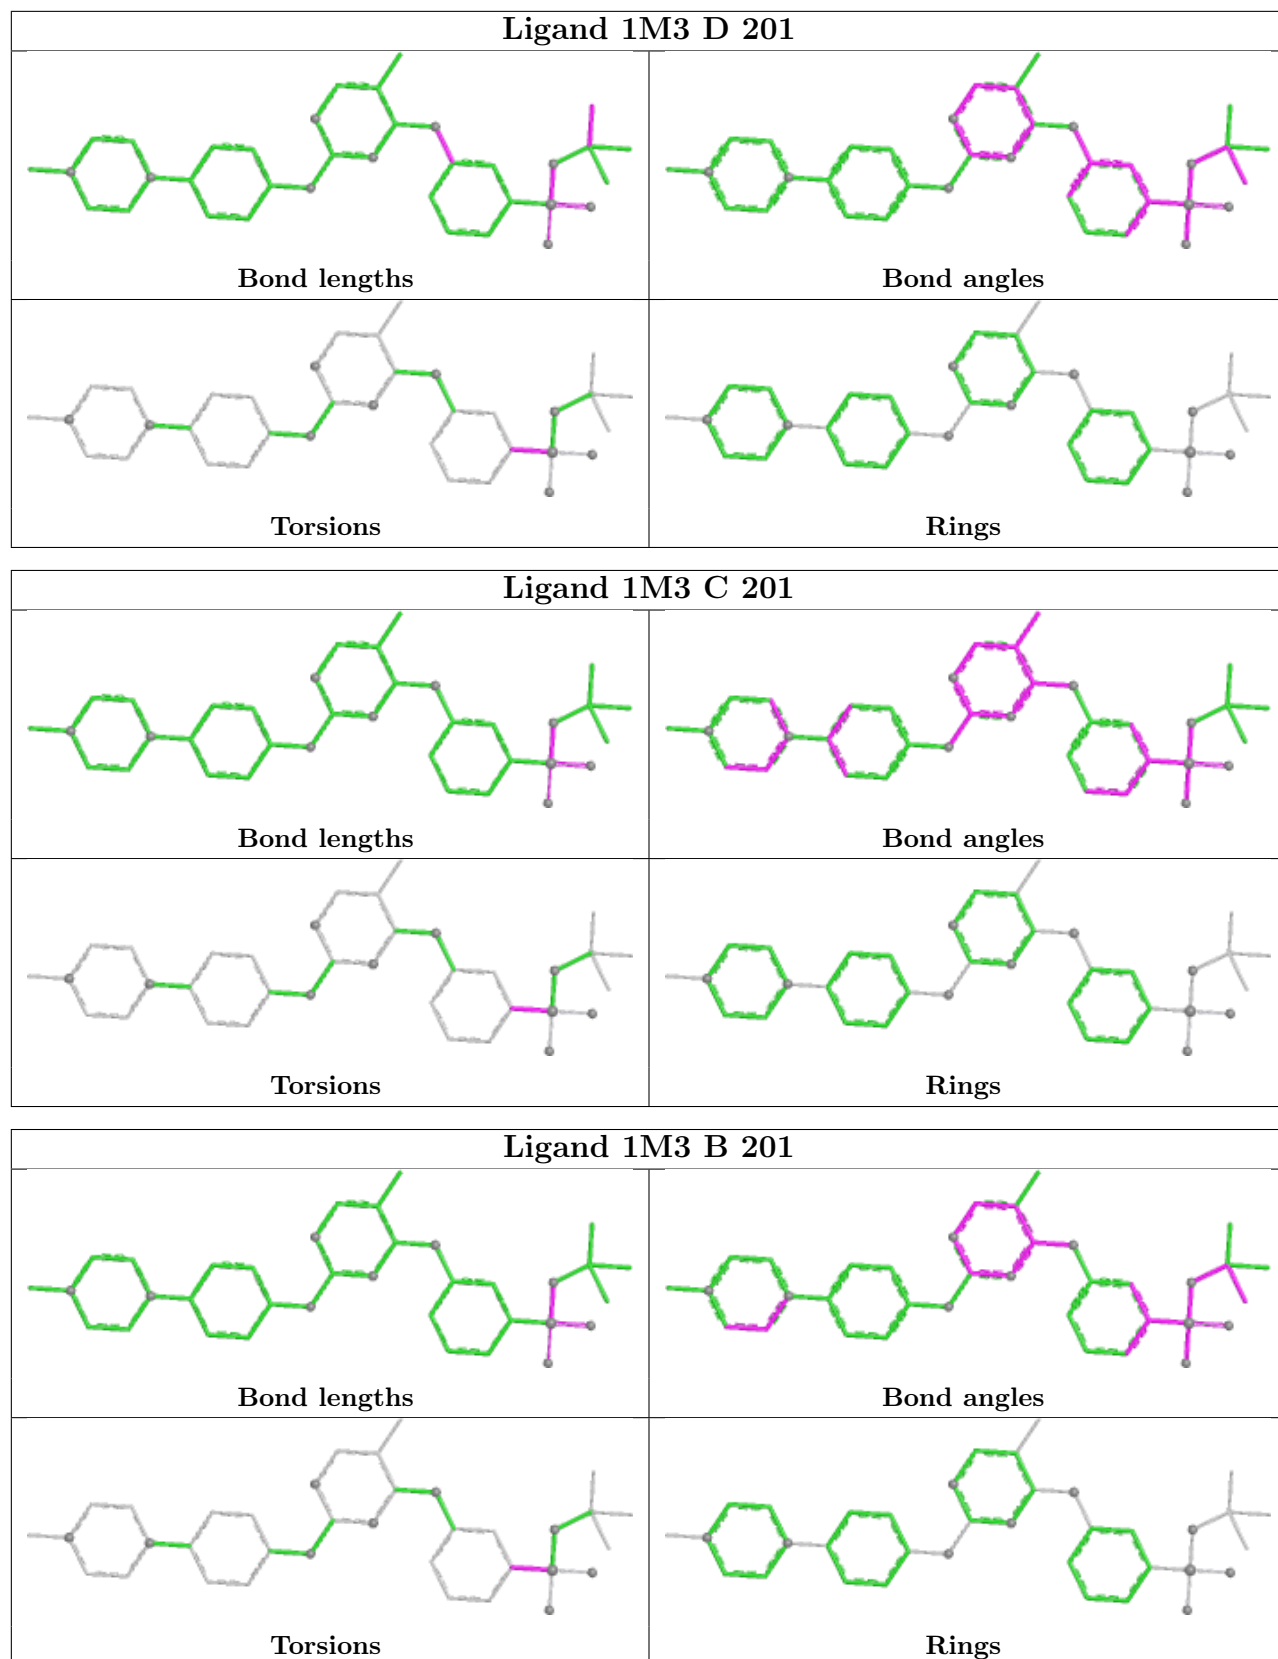 Ligand 1M3 D 201
Bond lengths
Bond angles
Torsions
Rings
Ligand 1M3 C 201
Bond lengths
Bond angles
Torsions
Rings
Ligand 1M3 B 201
Bond lengths
Bond angles
Torsions
Rings